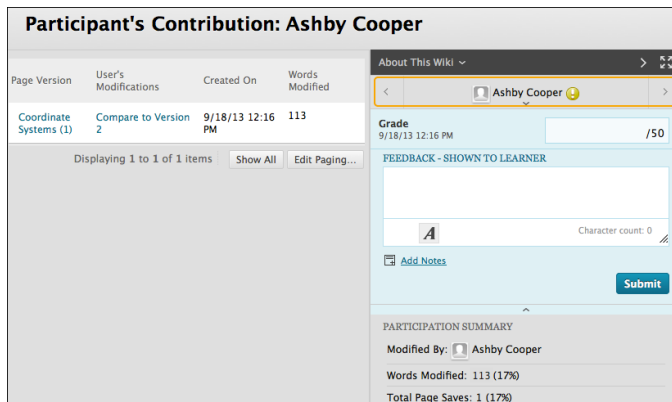 Participant's Contribution: Ashby Cooper
Page Version
User's
Modifications
Created On
Words
Modified
Coordinate
Systems (1)
Compare to Version
2
9/18/13 12:16
PM
113
Displaying 1 to 1 of 1 items
Show All
Edit Paging...
About This Wiki
Ashby Cooper
Grade
9/18/13 12:16 PM
/50
FEEDBACK - SHOWN TO LEARNER
A
Character count: 0
Add Notes
Submit
PARTICIPATION SUMMARY
Modified By: Ashby Cooper
Words Modified: 113 (17%)
Total Page Saves: 1 (17%)